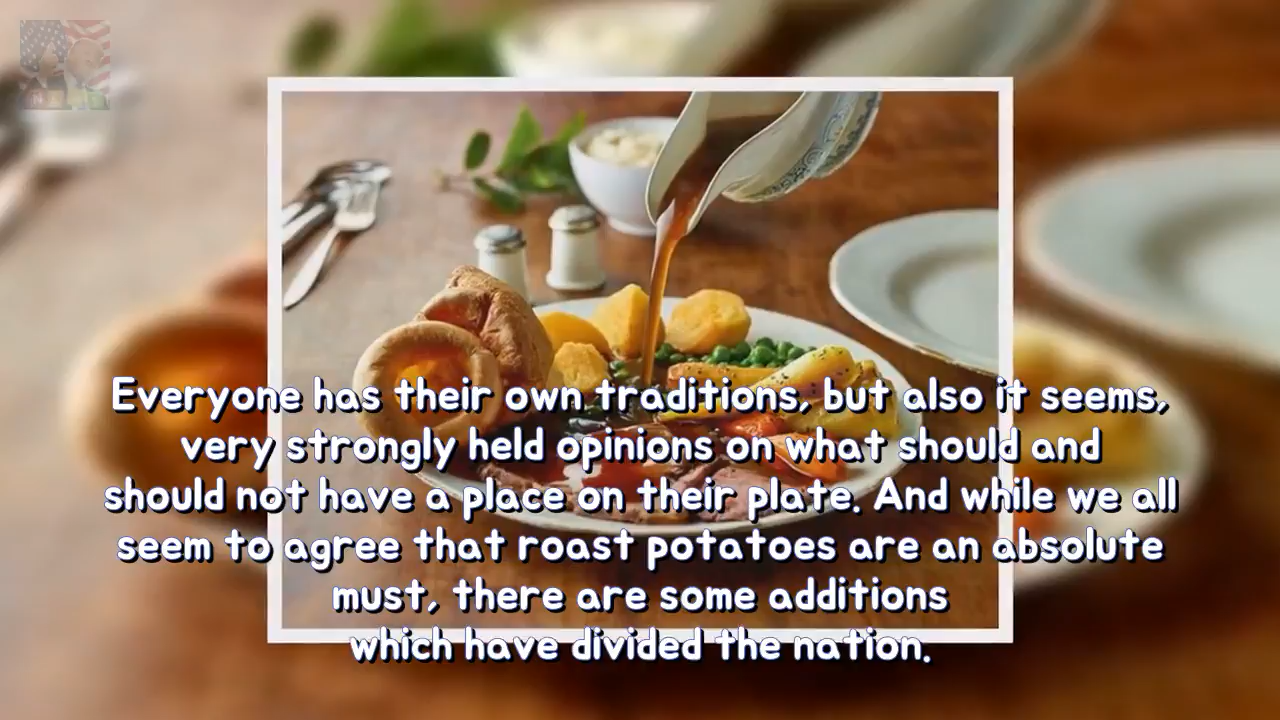 Everyone has their own traditions, but also it seems,
very strongly held opinions on what should and
should not have a place on their plate. And while we all
seem to agree that roast potatoes are an absolute
must, there are some additions
which have divided the nation.